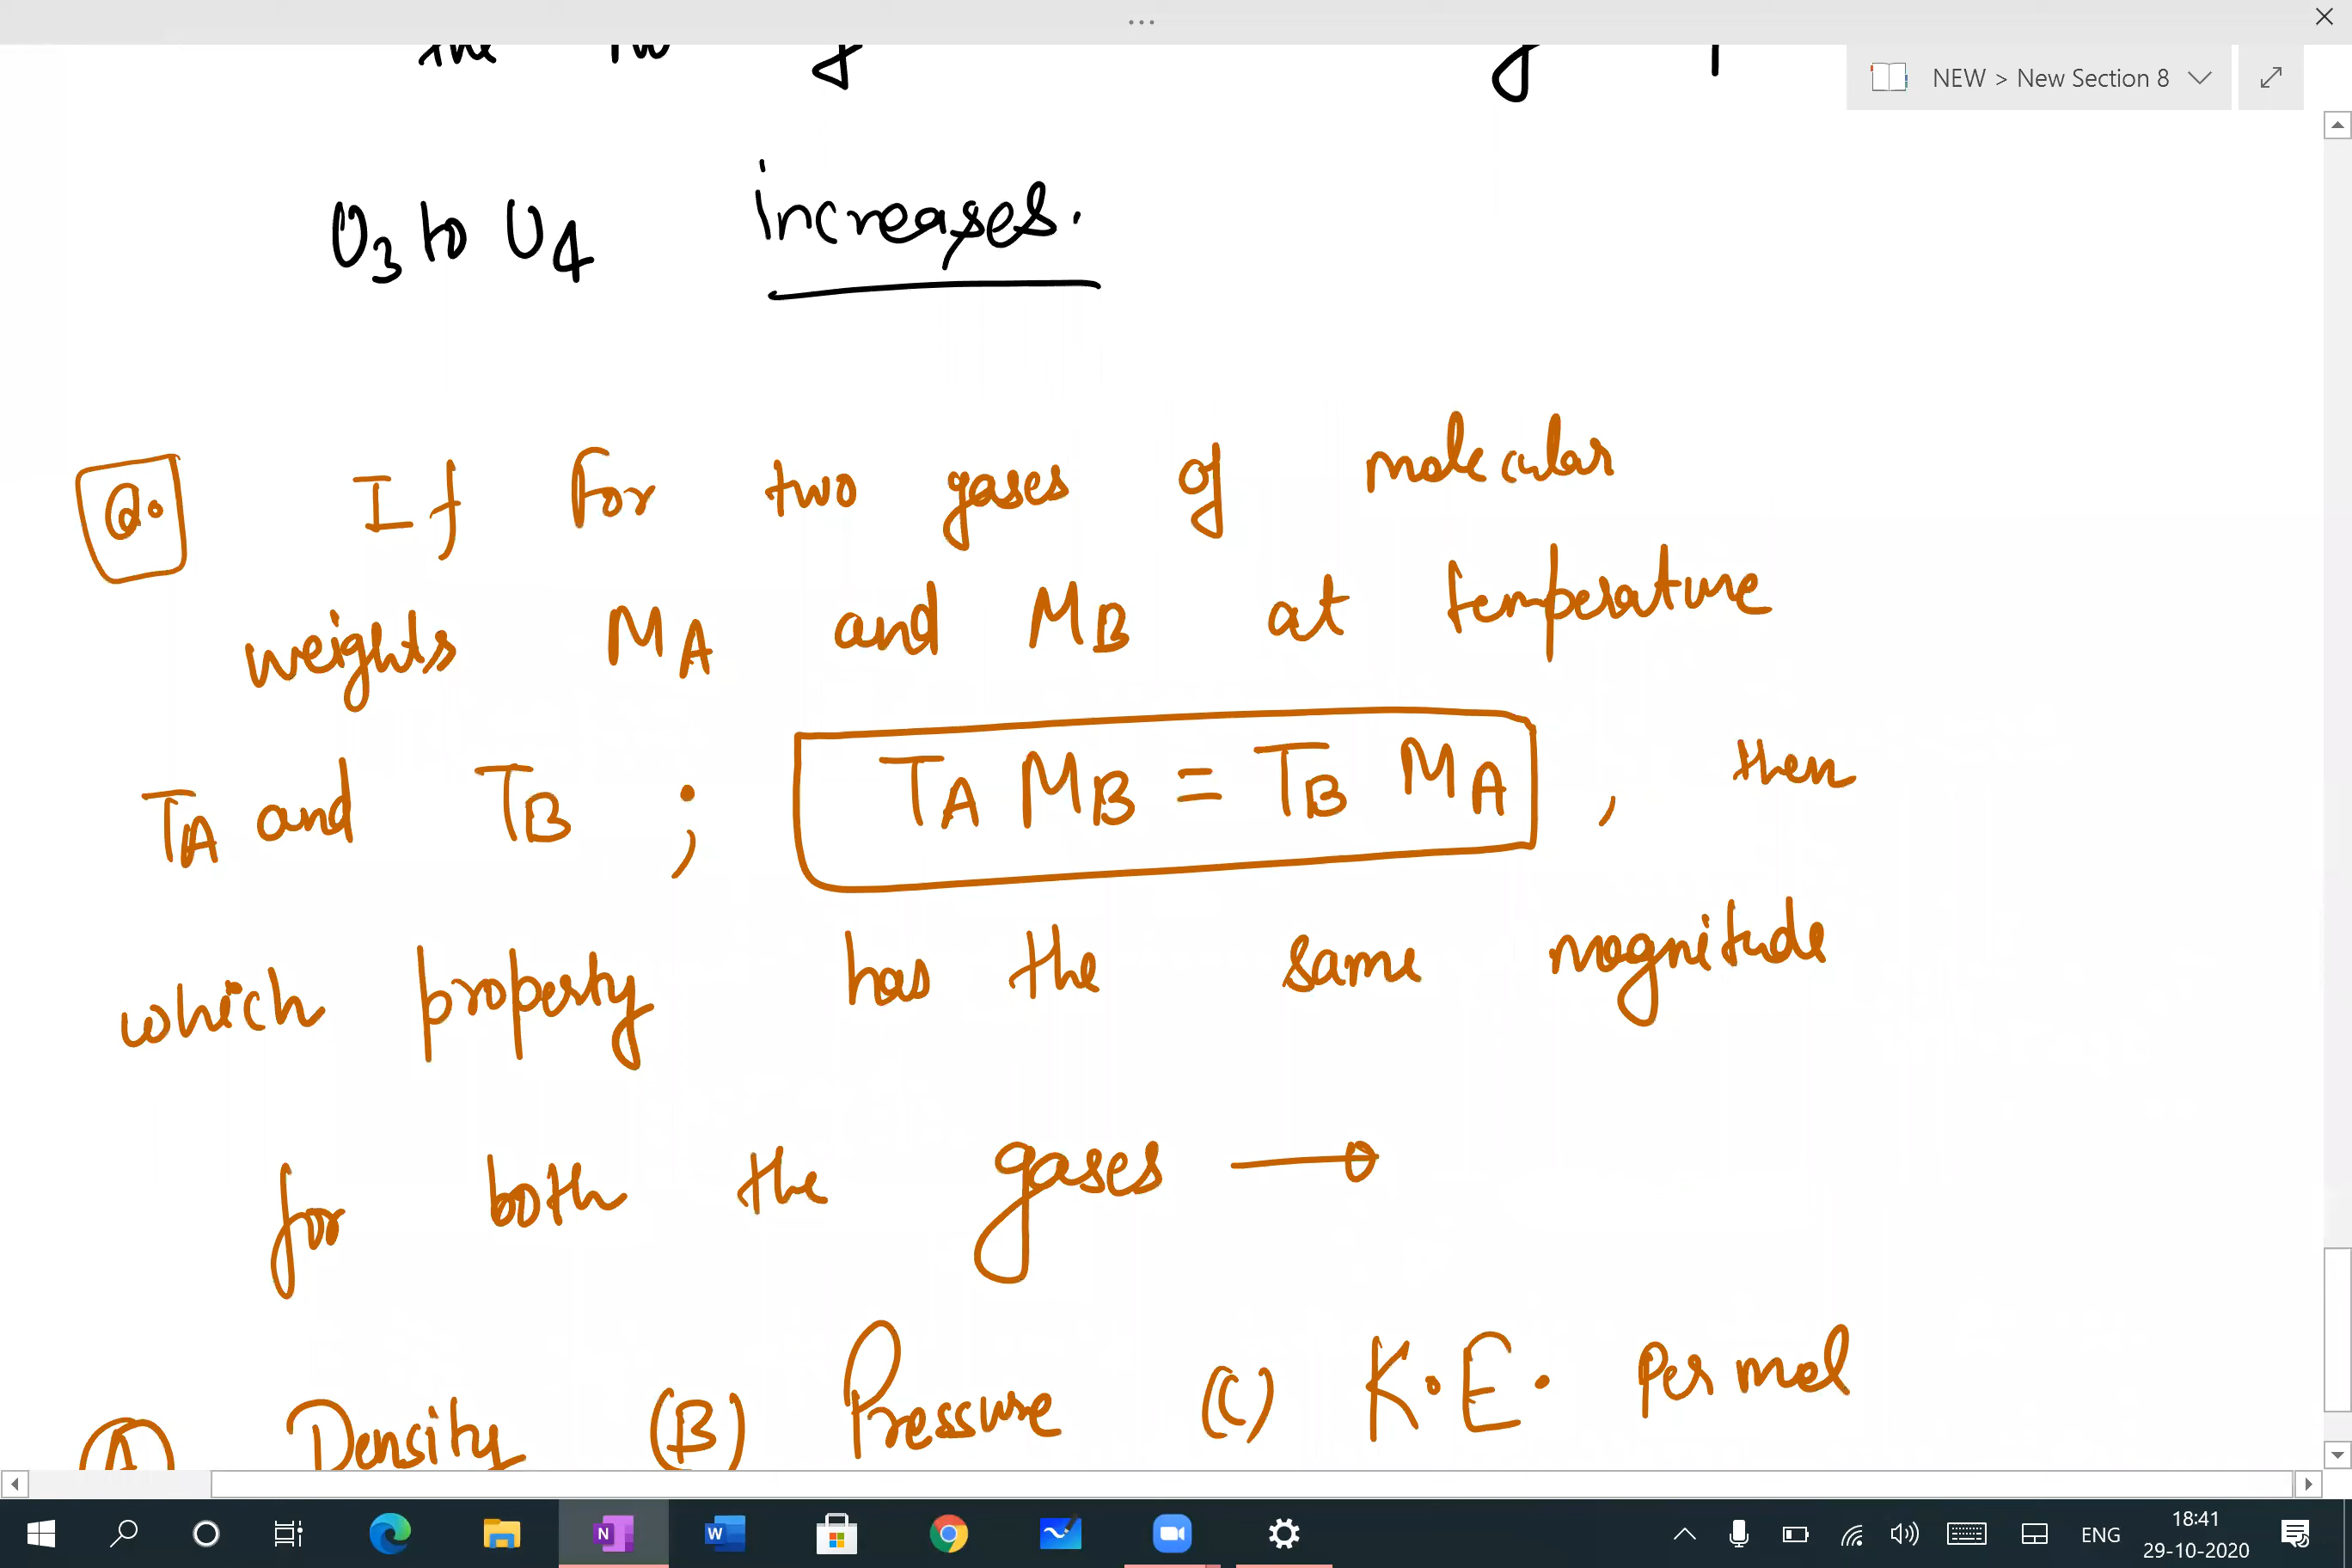 NEW > New Section 8
U3 to U4 increases.
Q. If for two gases of molecular
weights MA and MB at temperature
TA and TB ; TA MB = TB MA , then
which property has the same magnitude
for both the gases
(A) Density (B) Pressure (C) K.E. per mol
N W
ENG 18:41
29-10-2020